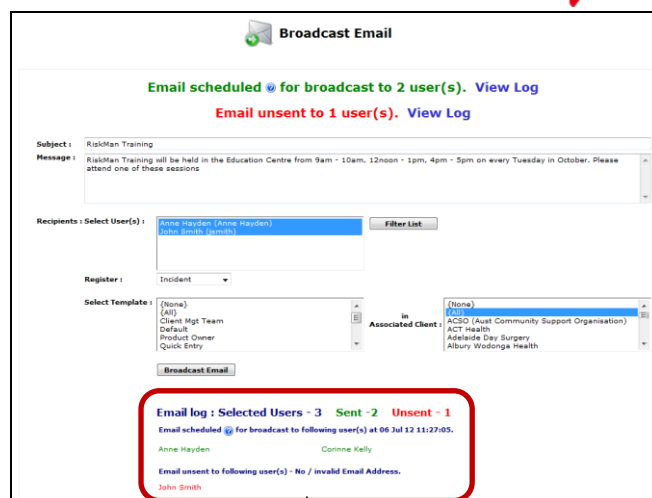 Broadcast Email
Email scheduled for broadcast to 2 user(s). View Log
Email unsent to 1 user(s). View Log
Subject : RiskMan Training
Message : RiskMan Training will be held in the Education Centre from 9am - 10am, 12noon - 1pm, 4pm - 5pm on every Tuesday in October. Please
attend one of these sessions
Recipients : Select User(s) : Anne Hayden (Anne Hayden) Filter List
John Smith (jsmith)
Register : Incident
Select Template : {None} in Associated Client : {None}
{All} {All}
Client Mgt Team ACSO (Aust Community Support Organisation)
Default ACT Health
Product Owner Adelaide Day Surgery
Quick Entry Albury Wodonga Health
Broadcast Email
Email log : Selected Users - 3 Sent -2 Unsent - 1
Email scheduled for broadcast to following user(s) at 06 Jul 12 11:27:05.
Anne Hayden Corinne Kelly
Email unsent to following user(s) - No / invalid Email Address.
John Smith